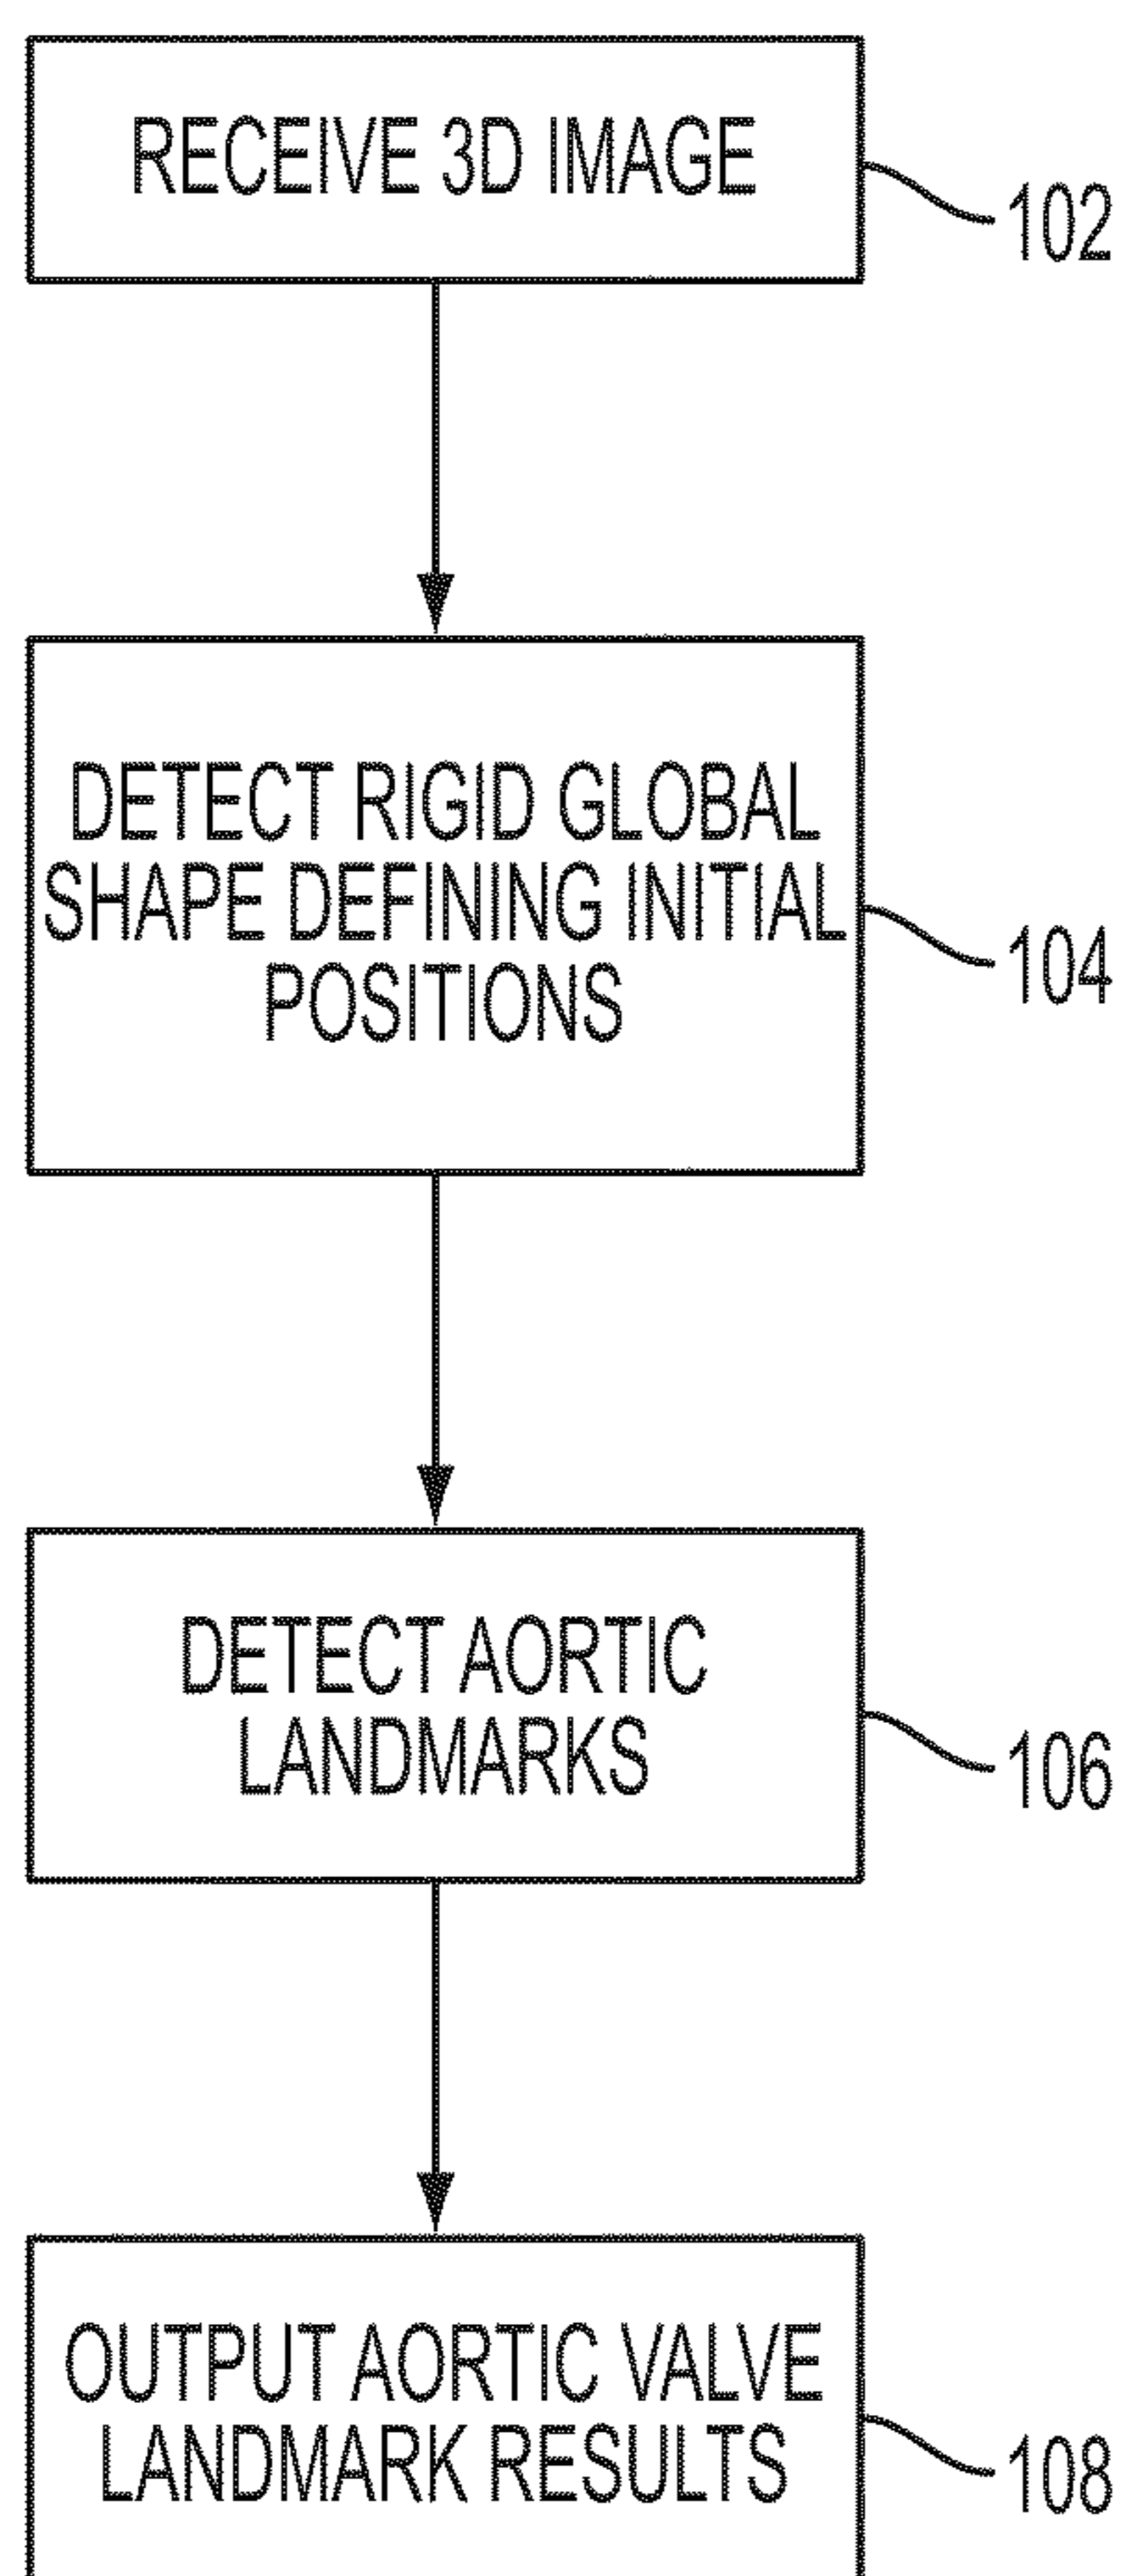 RECEIVE 3D IMAGE
102
DETECT RIGID GLOBAL
SHAPE DEFINING INITIAL
POSITIONS
104
DETECT AORTIC
LANDMARKS
106
OUTPUT AORTIC VALVE
LANDMARK RESULTS
108